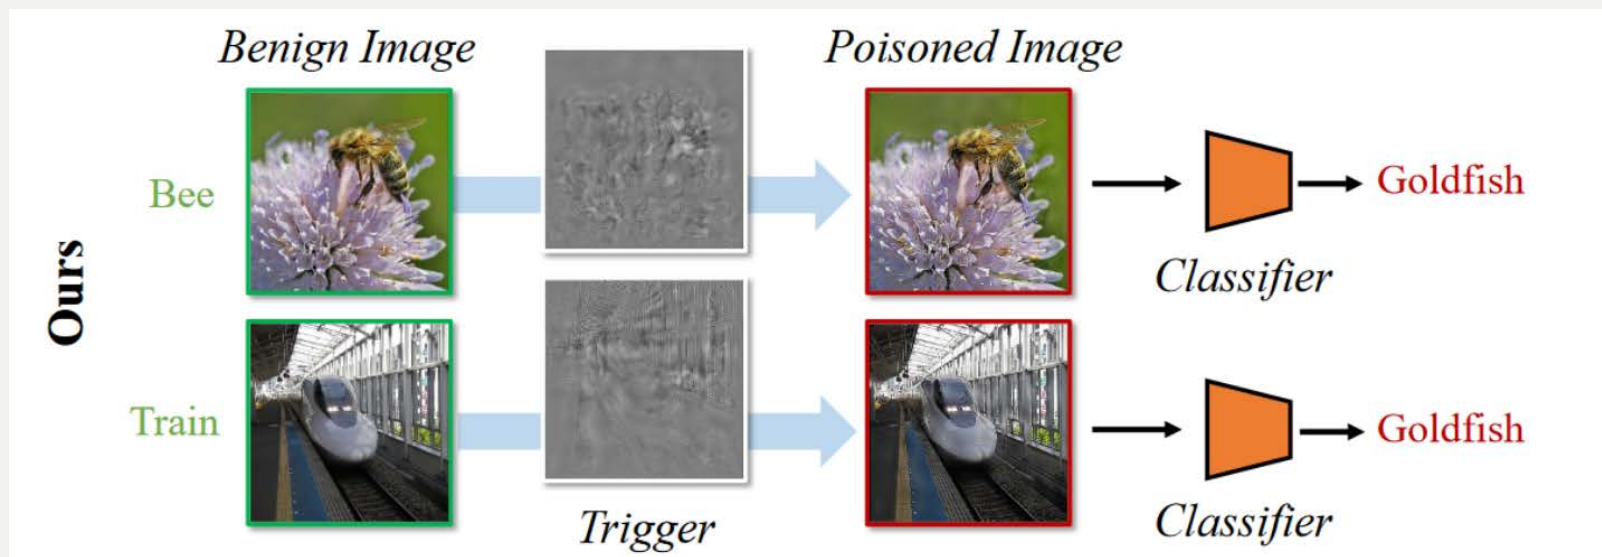 Benign Image
Poisoned Image
Ours
Bee
Goldfish
Classifier
Train
Goldfish
Trigger
Classifier